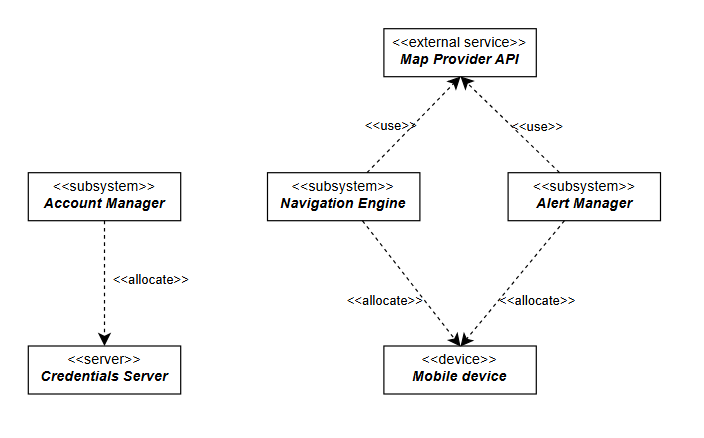 <<external service>>
Map Provider API
<<use>>
<<use>>
<<subsystem>>
Account Manager
<<subsystem>>
Navigation Engine
<<subsystem>>
Alert Manager
<<allocate>>
<<allocate>>
<<allocate>>
<<server>>
Credentials Server
<<device>>
Mobile device